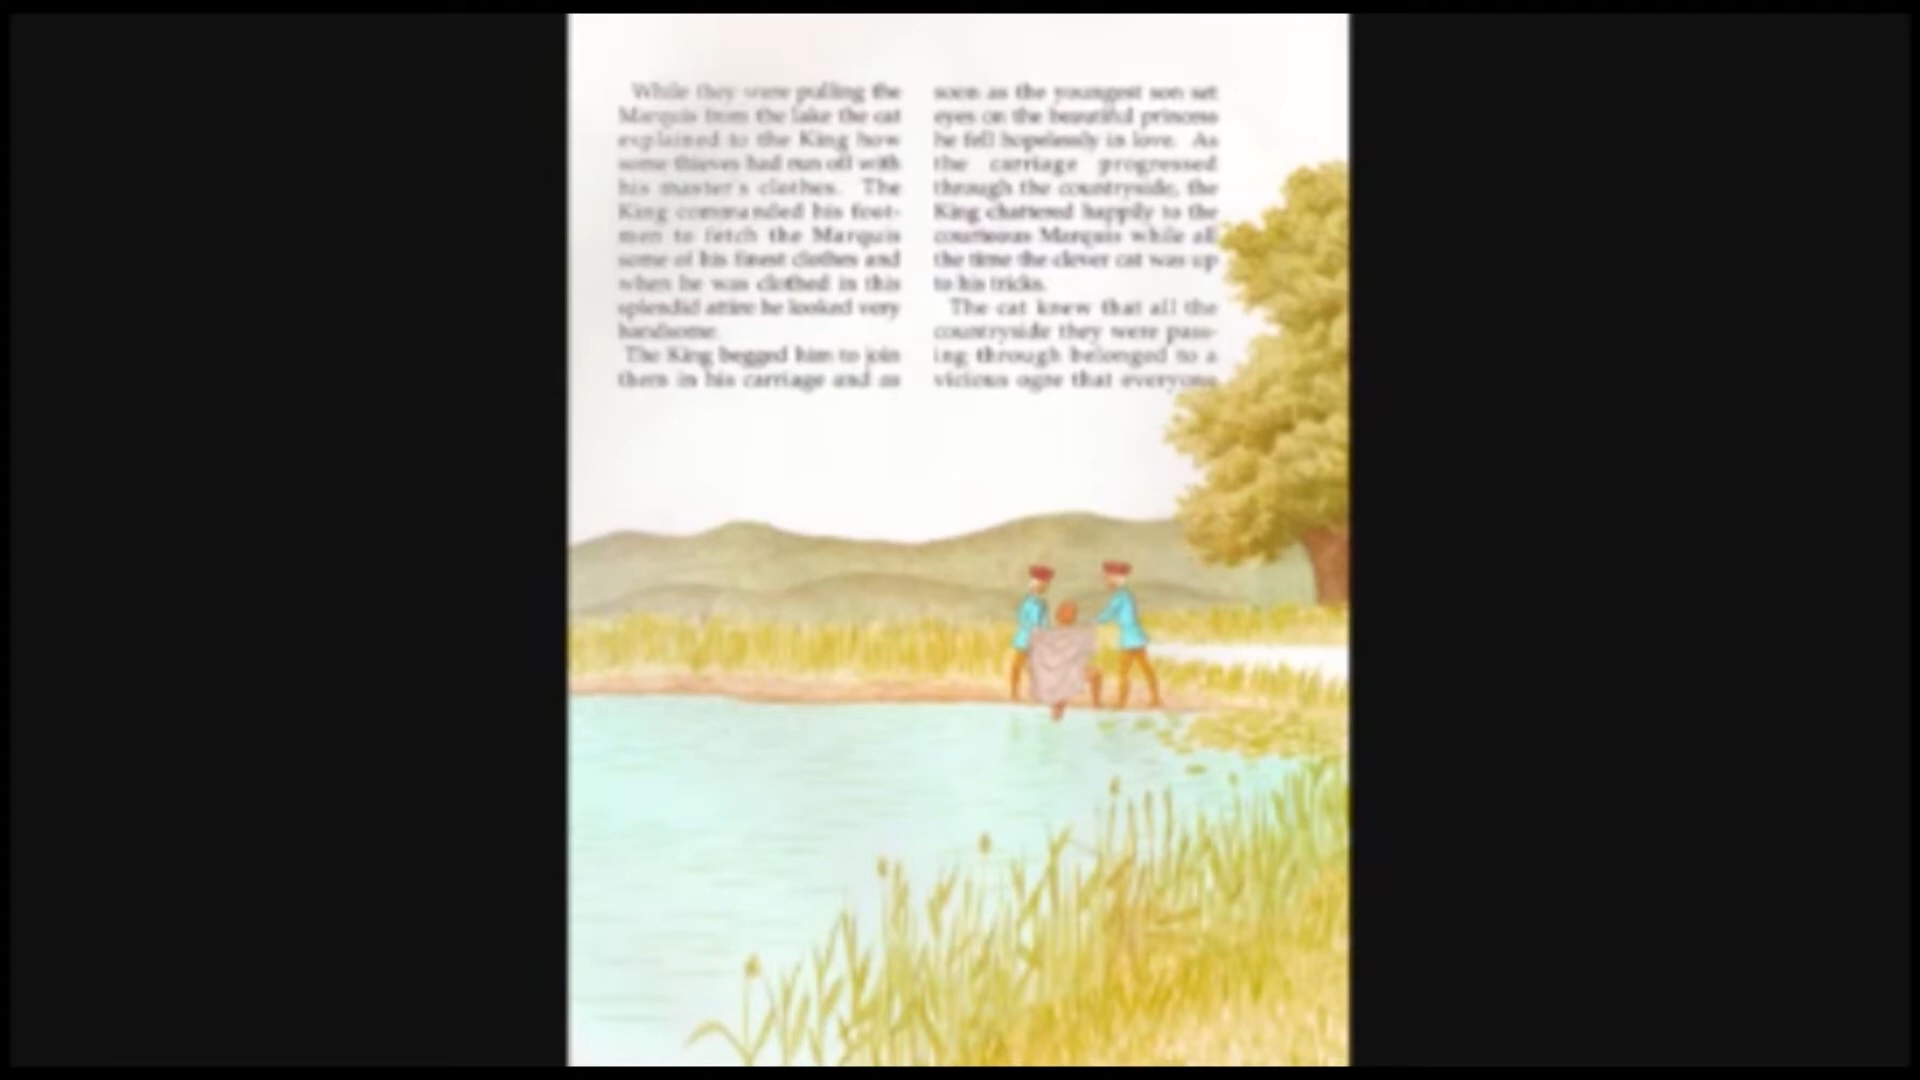 While they were pulling the
Marquis from the lake the cat
explained to the King how
some thieves had run off with
his master's clothes. The
King commanded his foot-
men to fetch the Marquis
some of his finest clothes and
when he was clothed in this
splendid attire he looked very
handsome.
The King begged him to join
them in his carriage and as
soon as the youngest son set
eyes on the beautiful princess
he fell hopelessly in love. As
the carriage progressed
through the countryside, the
King chattered happily to the
courteous Marquis while all
the time the clever cat was up
to his tricks.
The cat knew that all the
countryside they were pass-
ing through belonged to a
vicious ogre that everyone